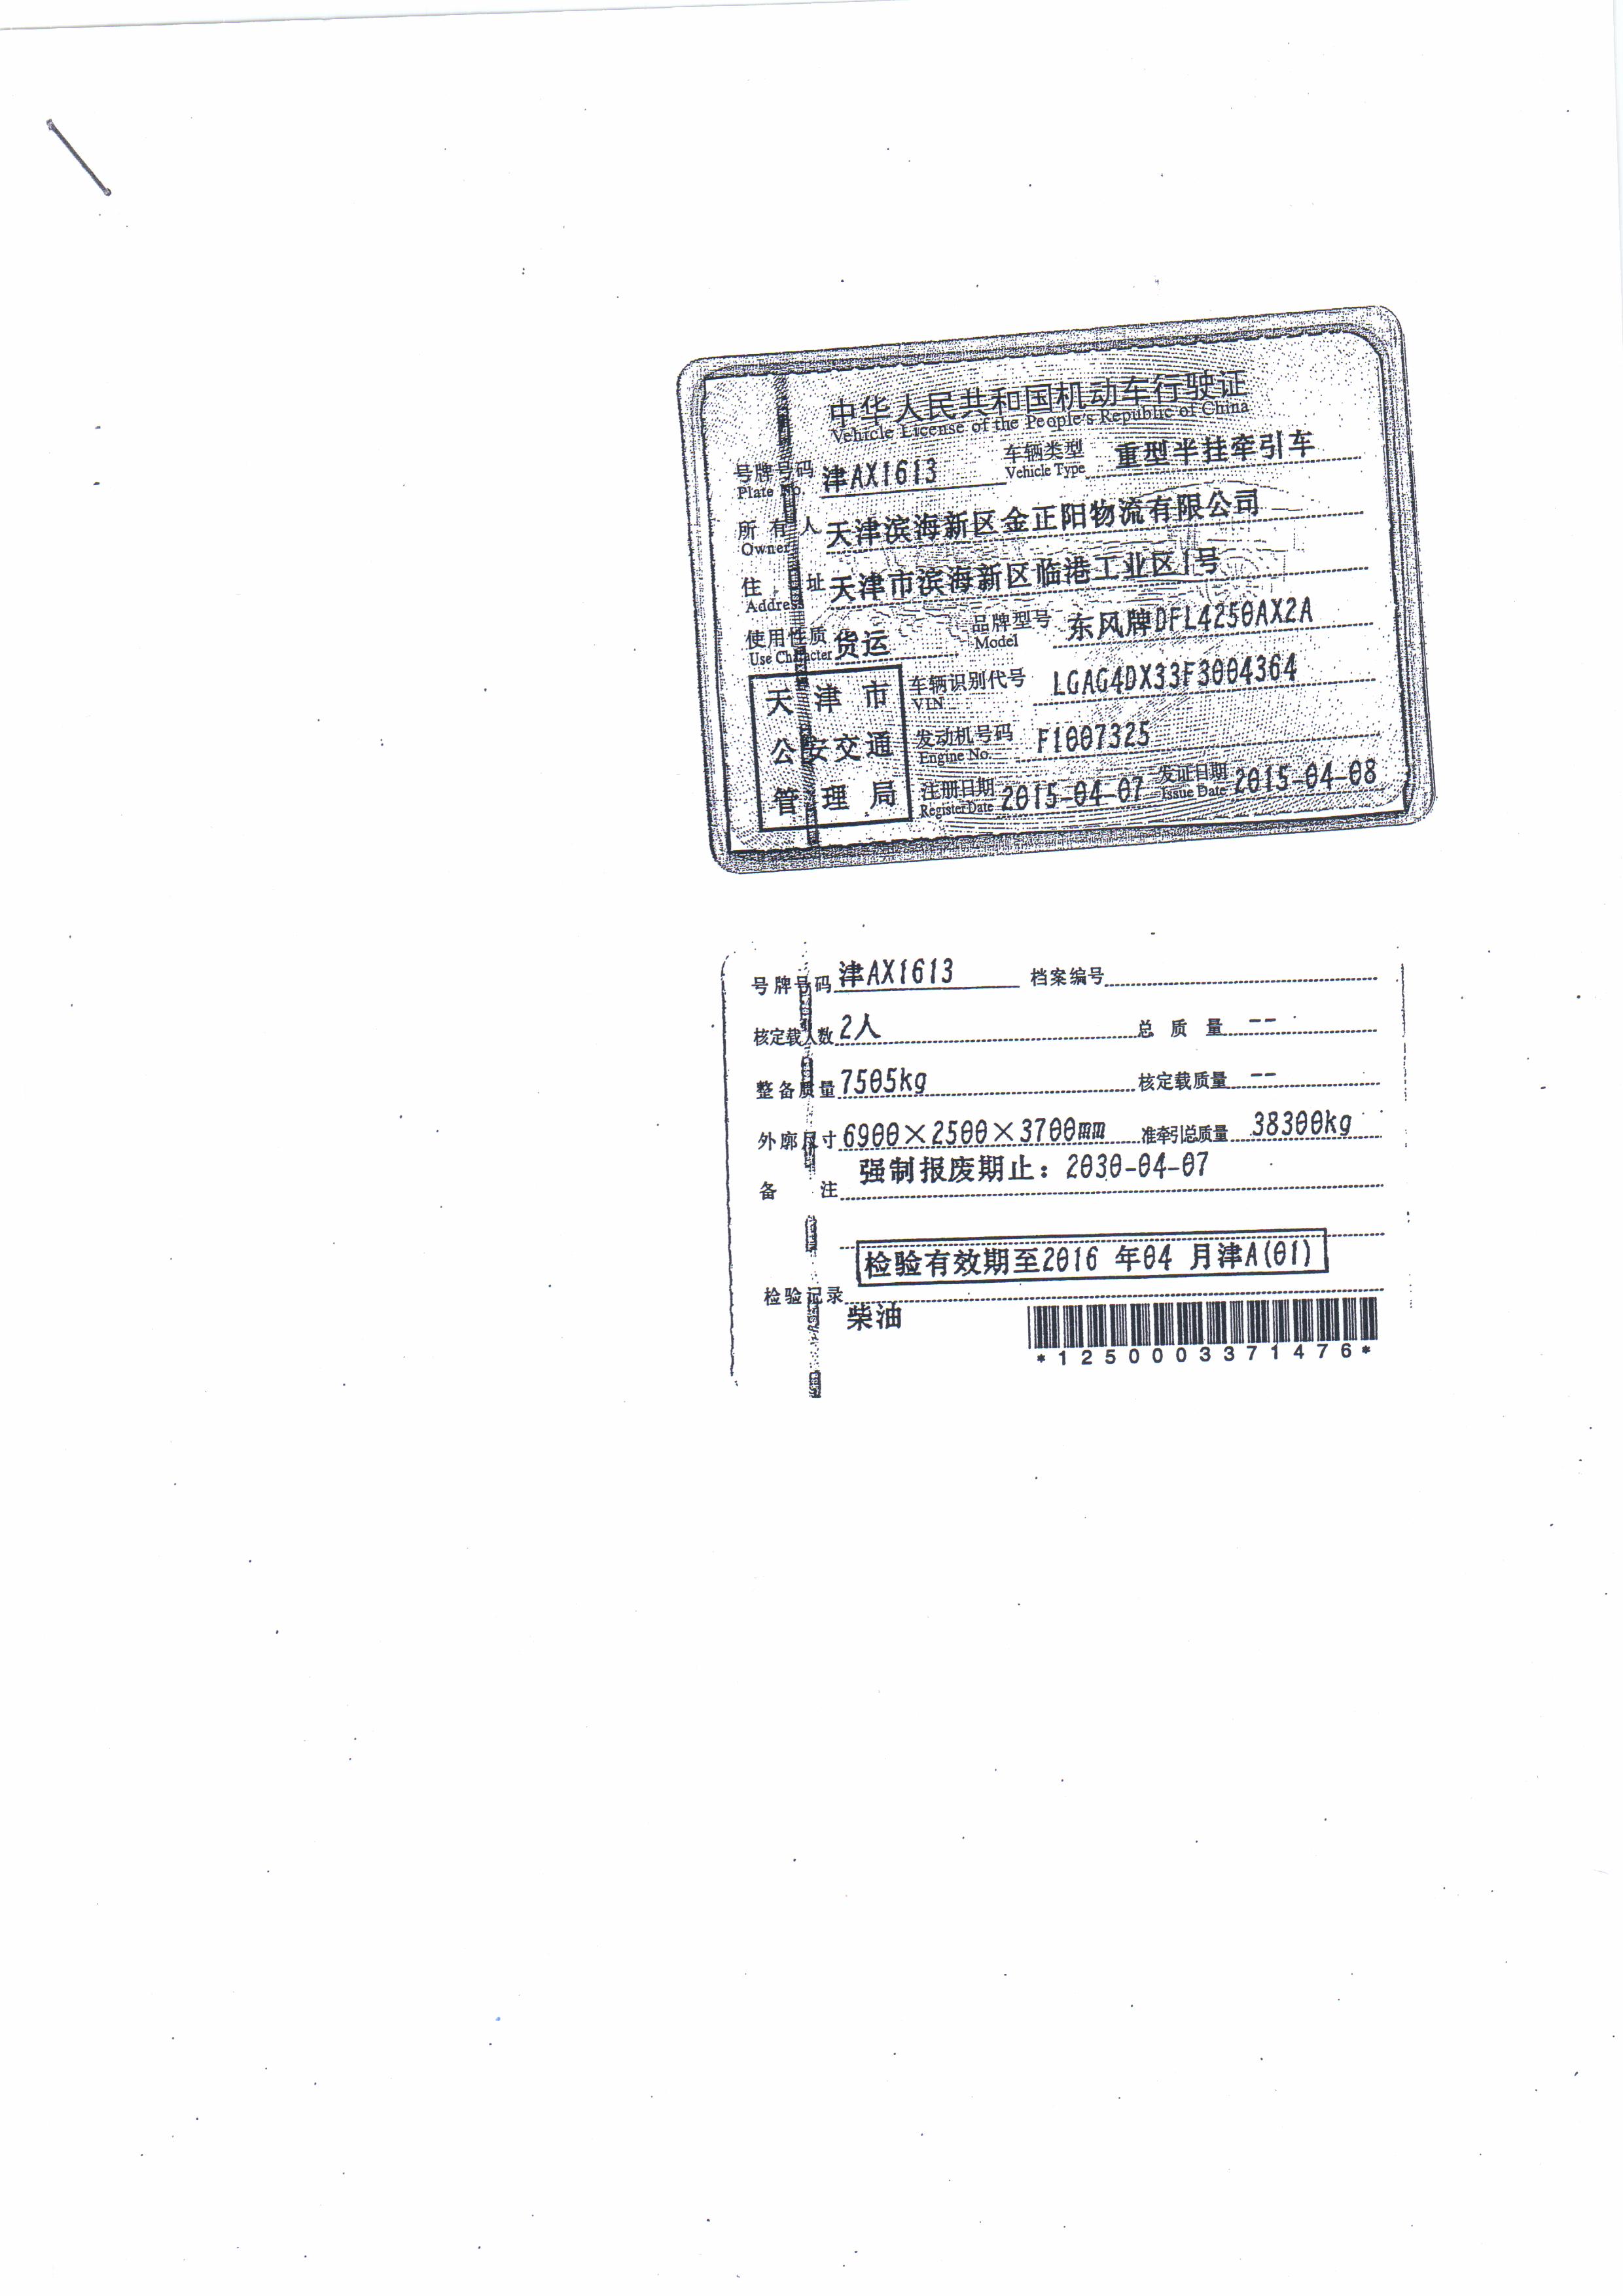 中华人民共和国机动车行驶证
Vehicle License of the People's Republic of China
号牌号码 津AX1613 车辆类型 重型半挂牵引车
Plate No. Vehicle Type
所有人 天津滨海新区金正阳物流有限公司
Owner
住址 天津市滨海新区临港工业区1号
Address
使用性质 货运 品牌型号 东风牌DFL4250AX2A
Use Character Model
天津市 车辆识别代号 LGAG4DX33F3004364
VIN
公安交通 发动机号码 F1007325
Engine No.
管理局 注册日期 2015-04-07 发证日期 2015-04-08
Register Date Issue Date
号牌号码 津AX1613 档案编号
核定载人数 2人 总质量 --
整备质量 7505kg 核定载质量 --
外廓尺寸 6900×2500×3700mm 准牵引总质量 38300kg
备注 强制报废期止：2030-04-07
检验有效期至2016 年04 月津A(01)
检验记录
柴油
*1250003371476*